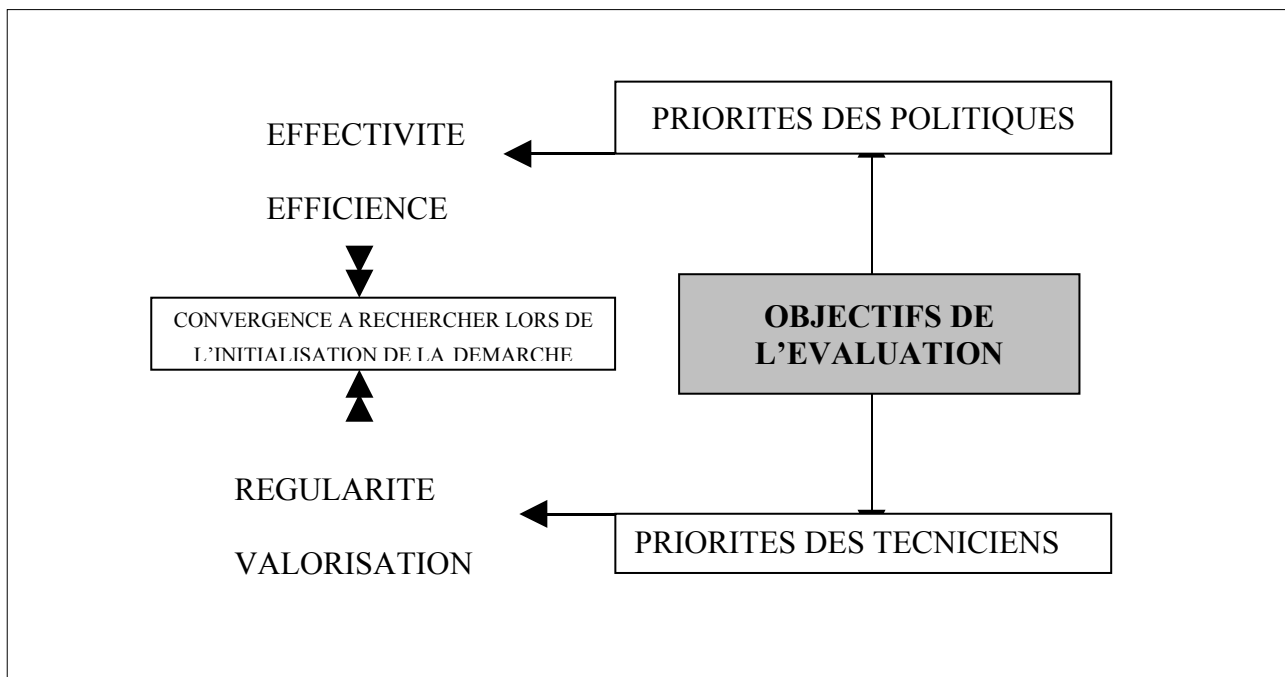 PRIORITES DES POLITIQUES
EFFECTIVITE
EFFICIENCE
CONVERGENCE A RECHERCHER LORS DE
L'INITIALISATION DE LA DEMARCHE
OBJECTIFS DE
L'EVALUATION
REGULARITE
VALORISATION
PRIORITES DES TECNICIENS